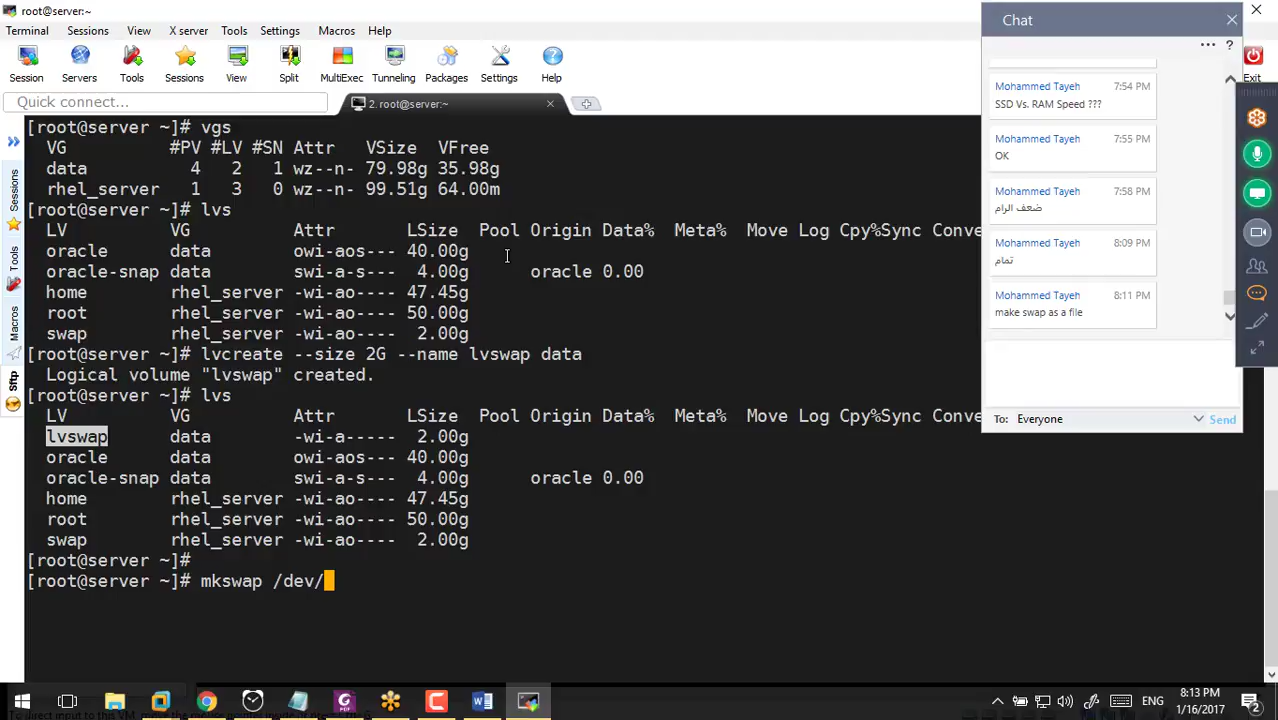 root@server:~
Terminal Sessions View X server Tools Settings Macros Help
Session Servers Tools Sessions View Split MultiExec Tunneling Packages Settings Help
Exit
Quick connect...
2. root@server:~
Sessions
Tools
Macros
Sftp
[root@server ~]# vgs
VG #PV #LV #SN Attr VSize VFree
data 4 2 1 wz--n- 79.98g 35.98g
rhel_server 1 3 0 wz--n- 99.51g 64.00m
[root@server ~]# lvs
LV VG Attr LSize Pool Origin Data% Meta% Move Log Cpy%Sync Conve
oracle data owi-aos--- 40.00g
oracle-snap data swi-a-s--- 4.00g oracle 0.00
home rhel_server -wi-ao---- 47.45g
root rhel_server -wi-ao---- 50.00g
swap rhel_server -wi-ao---- 2.00g
[root@server ~]# lvcreate --size 2G --name lvswap data
Logical volume "lvswap" created.
[root@server ~]# lvs
LV VG Attr LSize Pool Origin Data% Meta% Move Log Cpy%Sync Conve
lvswap data -wi-a----- 2.00g
oracle data owi-aos--- 40.00g
oracle-snap data swi-a-s--- 4.00g oracle 0.00
home rhel_server -wi-ao---- 47.45g
root rhel_server -wi-ao---- 50.00g
swap rhel_server -wi-ao---- 2.00g
[root@server ~]#
[root@server ~]# mkswap /dev/
Chat
Mohammed Tayeh 7:54 PM
SSD Vs. RAM Speed ???
Mohammed Tayeh 7:55 PM
OK
Mohammed Tayeh 7:58 PM
ضعف الرام
Mohammed Tayeh 8:09 PM
تمام
Mohammed Tayeh 8:11 PM
make swap as a file
To: Everyone Send
ENG
8:13 PM
1/16/2017
2